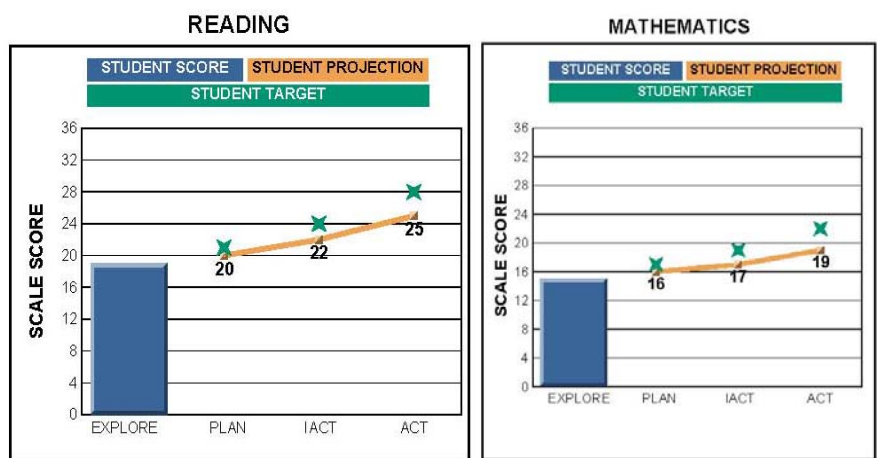 READING
STUDENT SCORE STUDENT PROJECTION
STUDENT TARGET
SCALE SCORE
36
32
28
24
20
16
12
8
4
0
20
22
25
EXPLORE PLAN IACT ACT
MATHEMATICS
STUDENT SCORE STUDENT PROJECTION
STUDENT TARGET
SCALE SCORE
36
32
28
24
20
16
12
8
4
0
16
17
19
EXPLORE PLAN IACT ACT